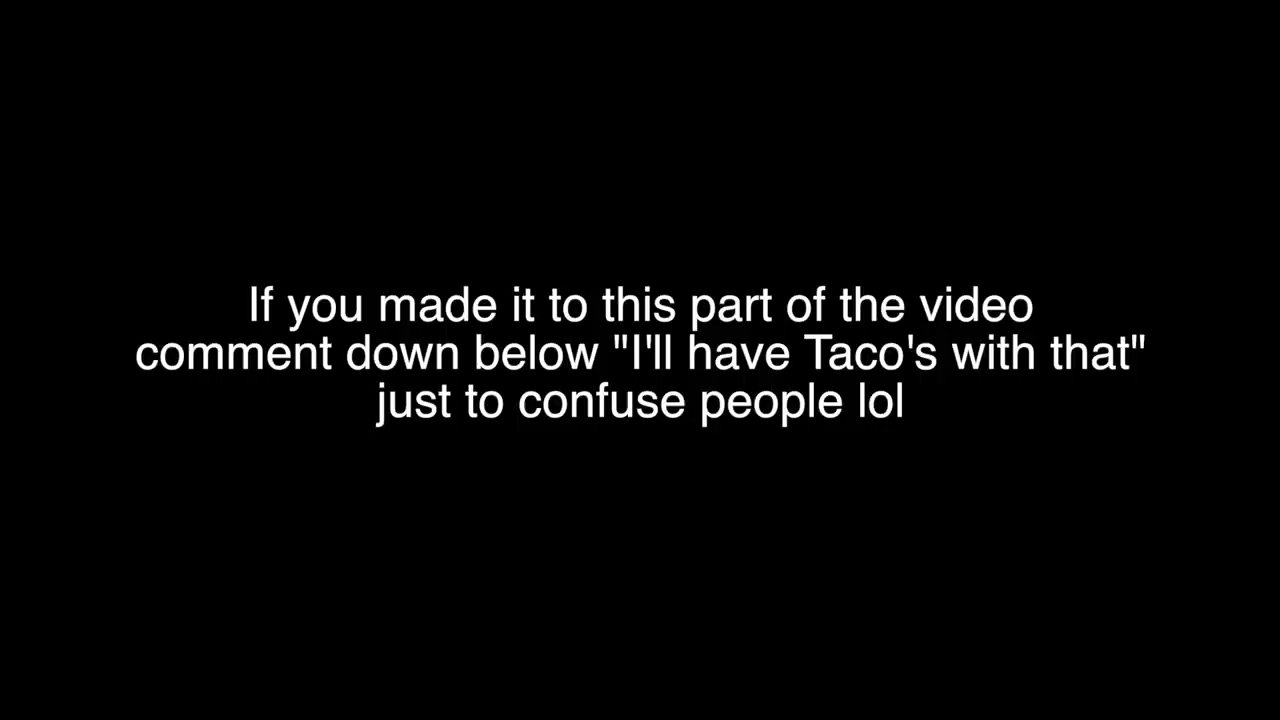 If you made it to this part of the video
comment down below "I'll have Taco's with that"
just to confuse people lol